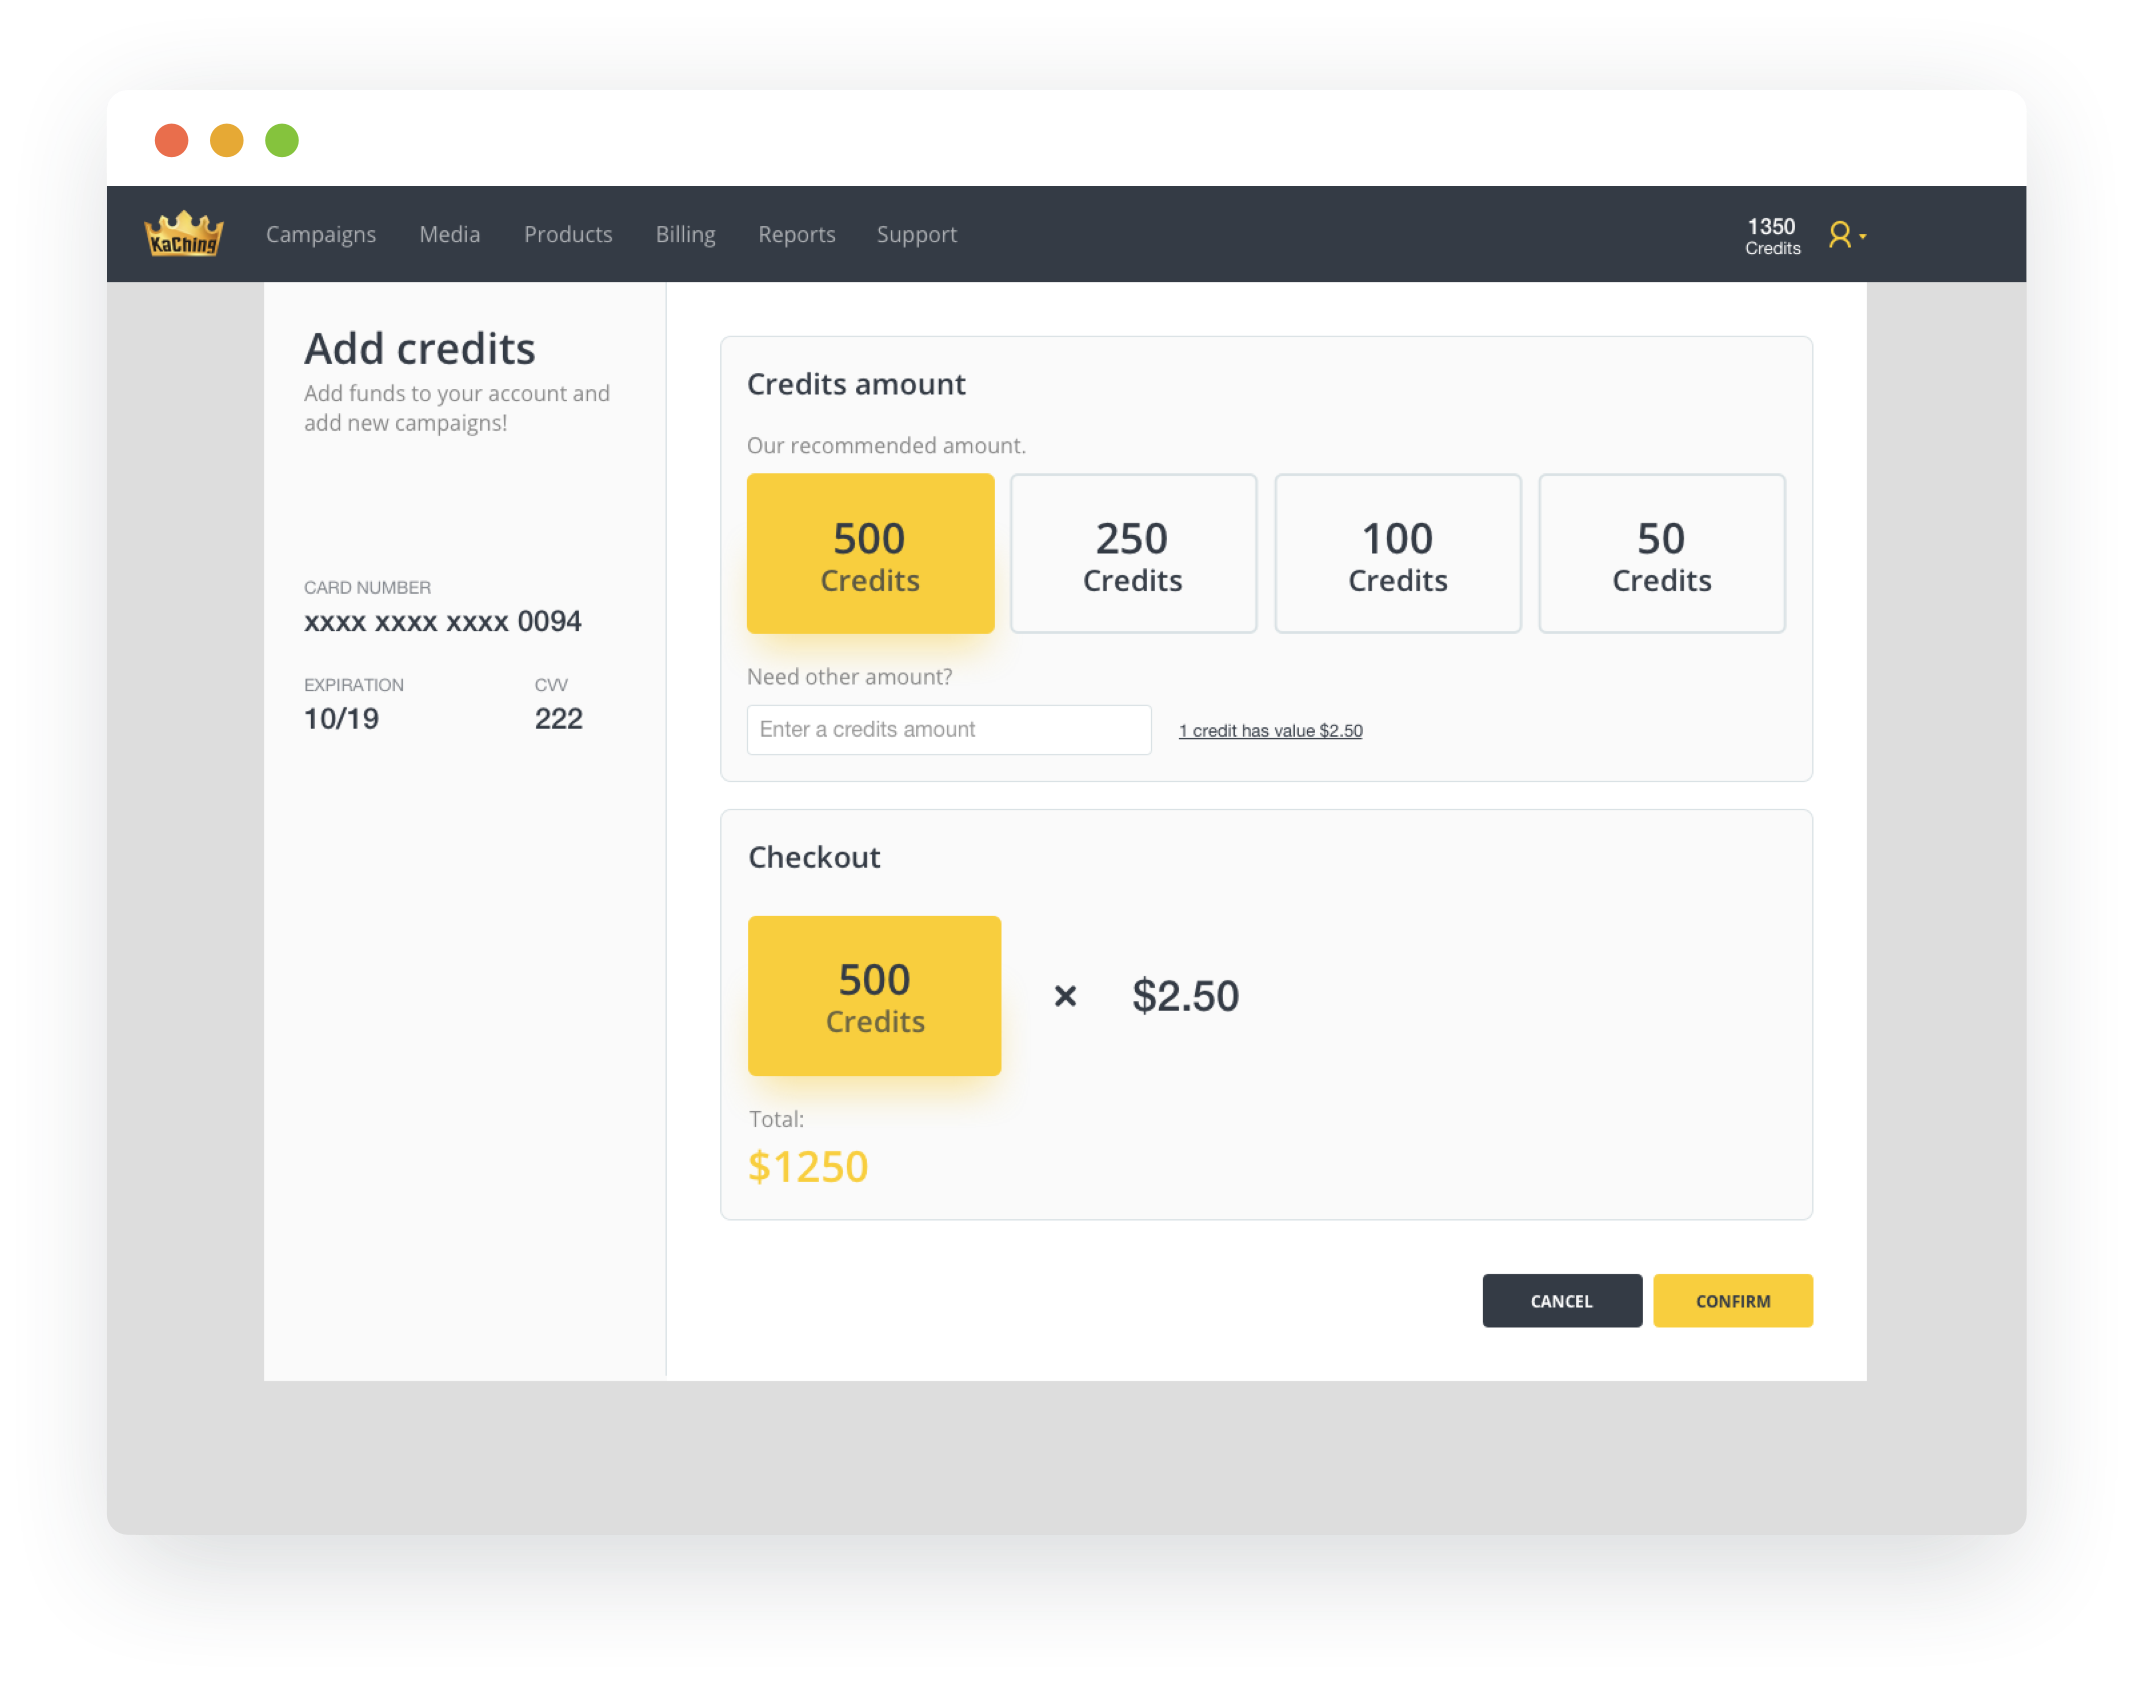 KaChing
Campaigns Media Products Billing Reports Support
1350
Credits
Add credits
Add funds to your account and
add new campaigns!
CARD NUMBER
xxxx xxxx xxxx 0094
EXPIRATION CVV
10/19 222
Credits amount
Our recommended amount.
500 250 100 50
Credits Credits Credits Credits
Need other amount?
Enter a credits amount 1 credit has value $2.50
Checkout
500
Credits
× $2.50
Total:
$1250
CANCEL CONFIRM